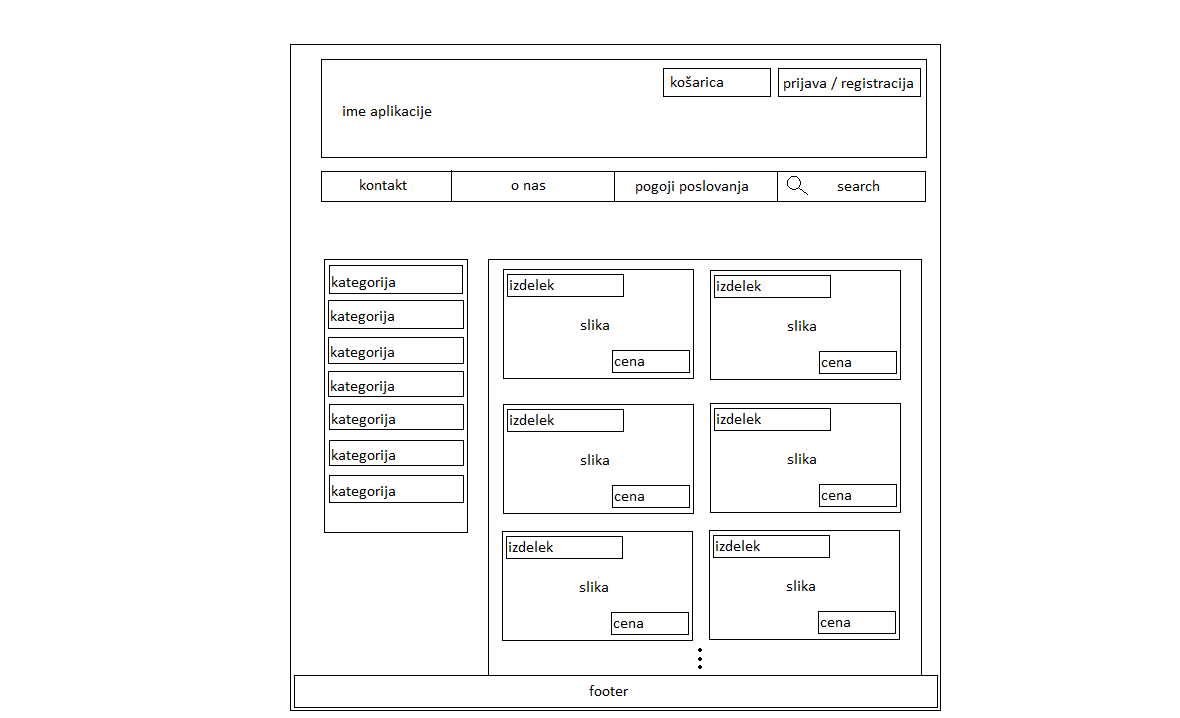 košarica
prijava / registracija
ime aplikacije
kontakt
o nas
pogoji poslovanja
search
kategorija
kategorija
kategorija
kategorija
kategorija
kategorija
kategorija
izdelek
slika
cena
izdelek
slika
cena
izdelek
slika
cena
izdelek
slika
cena
izdelek
slika
cena
izdelek
slika
cena
footer